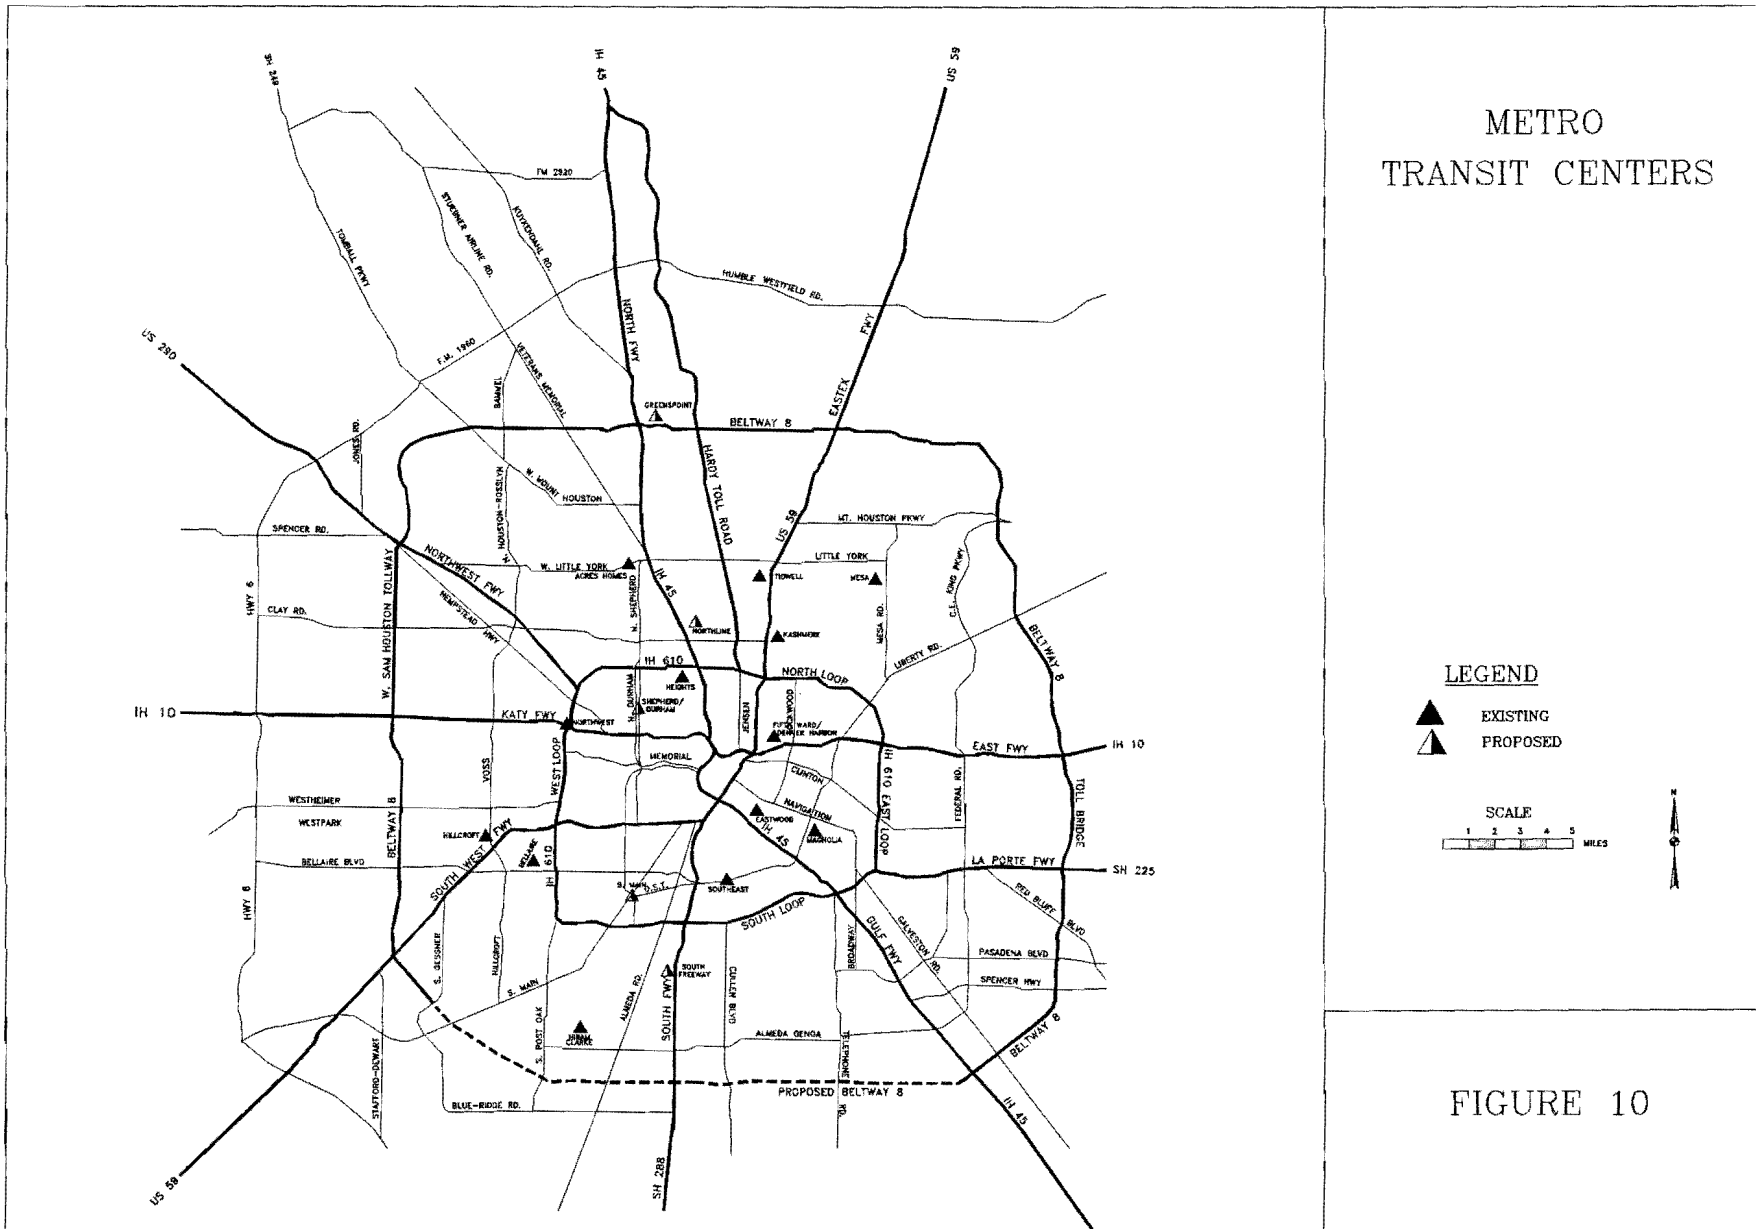 METRO
TRANSIT CENTERS
SH 249
IH 45
US 59
FM 2920
STUEBNER AIRLINE RD.
KUYKENDAHL RD.
TOMBALL PKWY
HUMBLE WESTFIELD RD.
NORTH FWY
FWY
US 290
F.M. 1960
VETERANS MEMORIAL
BAMMEL
EASTEX
GREENSPOINT
BELTWAY 8
JONES RD.
HARDY TOLL ROAD
W. MOUNT
HOUSTON
N. HOUSTON-ROSSLYN
SPENCER RD.
US 59
MT. HOUSTON PKWY
NORTHWEST FWY
W. LITTLE YORK
LITTLE YORK
ACRES HOMES
IH 45
TIDWELL
MESA
C.E. KING PKWY
HWY 6
W. SAM HOUSTON TOLLWAY
HEMPSTEAD HWY
N. SHEPHERD
CLAY RD.
NORTHLINE
KASHMERE
MESA RD.
LIBERTY RD.
BELTWAY 8
IH 610
NORTH LOOP
HEIGHTS
N. DURHAM
SHEPHERD/
DURHAM
IH 10
KATY FWY
NORTHWEST
JENSEN
LOCKWOOD
FIFTH WARD/
DENVER HARBOR
EAST FWY
IH 10
MEMORIAL
WEST LOOP
VOSS
CLINTON
IH 610 EAST LOOP
FEDERAL RD.
TOLL BRIDGE
WESTHEIMER
WESTPARK
NAVIGATION
EASTWOOD
MAGNOLIA
IH 45
BELTWAY 8
HILLCROFT
SOUTH WEST FWY
BELLAIRE
IH 610
BELLAIRE BLVD
LA PORTE FWY
SH 225
S. MAIN
O.S.T.
SOUTHEAST
RED BLUFF BLVD
HWY 6
SOUTH LOOP
GULF FWY
GALVESTON RD.
BROADWAY
S. GESSNER
HILLCROFT
PASADENA BLVD
SOUTH
FREEWAY
SPENCER HWY
S. MAIN
ALMEDA RD.
SOUTH FWY
CULLEN BLVD
S. POST OAK
HIRAM
CLARKE
ALMEDA GENOA
TELEPHONE RD.
BELTWAY 8
STAFFORD-DEWART
PROPOSED BELTWAY 8
BLUE-RIDGE RD.
IH 45
US 59
SH 288
LEGEND
EXISTING
PROPOSED
SCALE
1 2 3 4 5
MILES
N
FIGURE 10